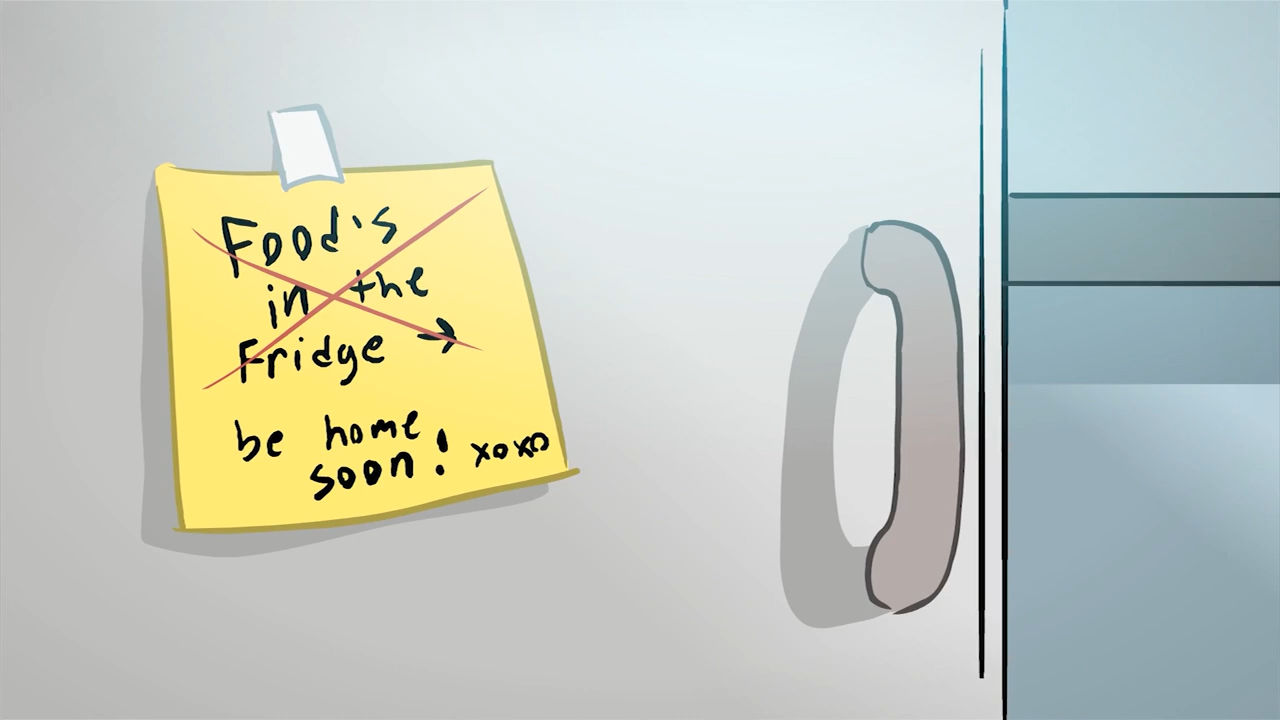 Food's
in the
Fridge →
be home
soon! xoxo